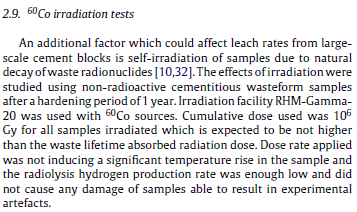 2.9. ⁶⁰Co irradiation tests
An additional factor which could affect leach rates from large-
scale cement blocks is self-irradiation of samples due to natural
decay of waste radionuclides [10,32]. The effects of irradiation were
studied using non-radioactive cementitious wasteform samples
after a hardening period of 1 year. Irradiation facility RHM-Gamma-
20 was used with ⁶⁰Co sources. Cumulative dose used was 10⁶
Gy for all samples irradiated which is expected to be not higher
than the waste lifetime absorbed radiation dose. Dose rate applied
was not inducing a significant temperature rise in the sample and
the radiolysis hydrogen production rate was enough low and did
not cause any damage of samples able to result in experimental
artefacts.